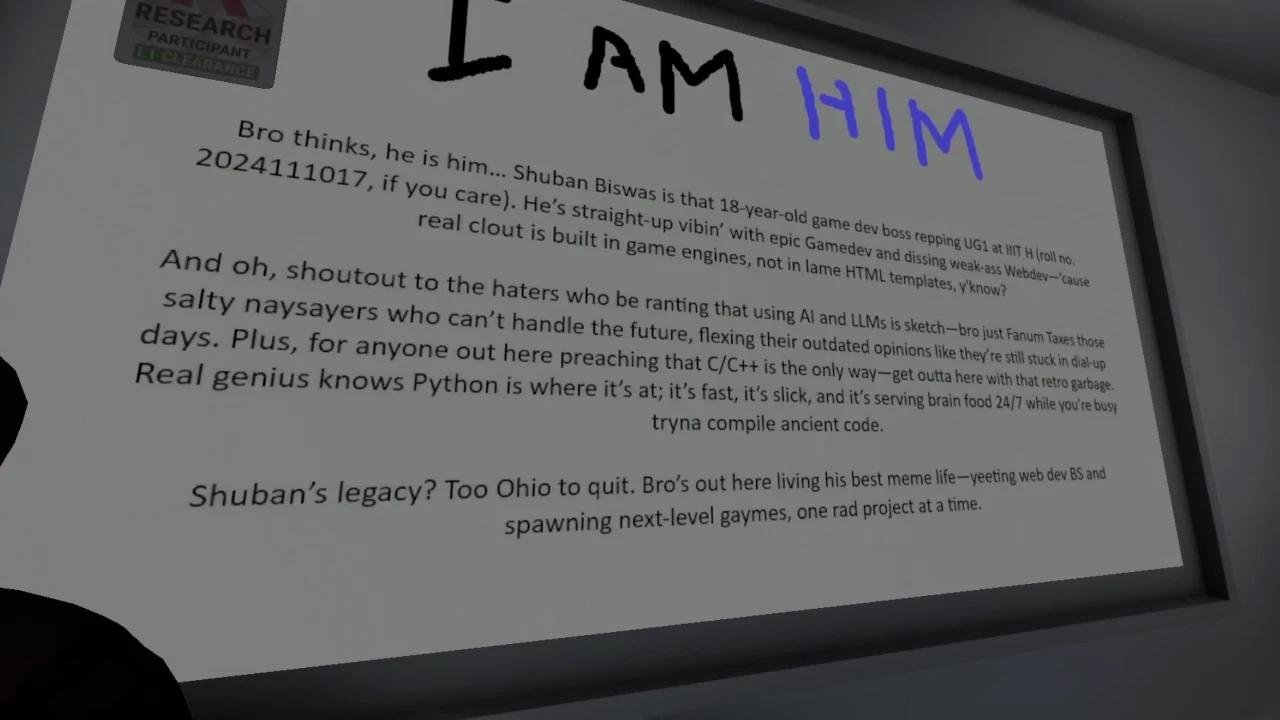 RESEARCH
PARTICIPANT
L1 CLEARANCE
I AM HIM
Bro thinks, he is him... Shuban Biswas is that 18-year-old game dev boss repping UG1 at IIIT H (roll no.
2024111017, if you care). He’s straight-up vibin’ with epic Gamedev and dissing weak-ass Webdev—’cause
real clout is built in game engines, not in lame HTML templates, y’know?
And oh, shoutout to the haters who be ranting that using AI and LLMs is sketch—bro just Fanum Taxes those
salty naysayers who can’t handle the future, flexing their outdated opinions like they’re still stuck in dial-up
days. Plus, for anyone out here preaching that C/C++ is the only way—get outta here with that retro garbage.
Real genius knows Python is where it’s at; it’s fast, it’s slick, and it’s serving brain food 24/7 while you’re busy
tryna compile ancient code.
Shuban’s legacy? Too Ohio to quit. Bro’s out here living his best meme life—yeeting web dev BS and
spawning next-level gaymes, one rad project at a time.